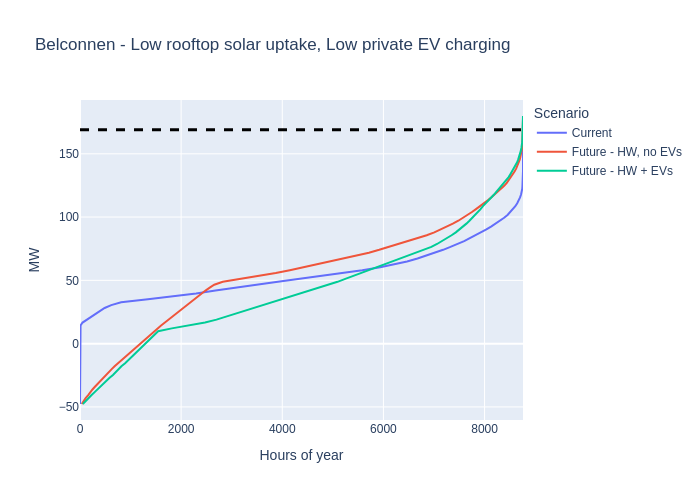 Belconnen - Low rooftop solar uptake, Low private EV charging
Scenario
Current
Future - HW, no EVs
Future - HW + EVs
MW
150
100
50
0
−50
0 2000 4000 6000 8000
Hours of year